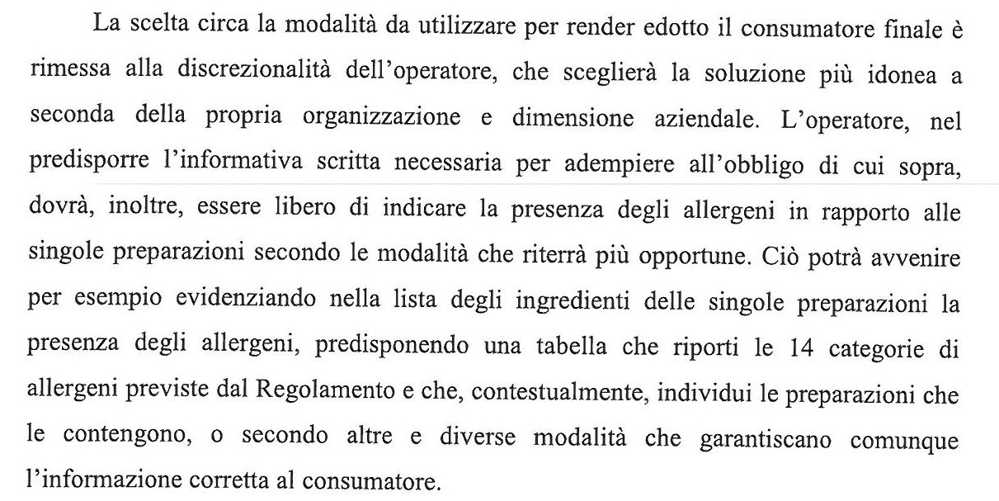 La scelta circa la modalità da utilizzare per render edotto il consumatore finale è
rimessa alla discrezionalità dell'operatore, che sceglierà la soluzione più idonea a
seconda della propria organizzazione e dimensione aziendale. L'operatore, nel
predisporre l'informativa scritta necessaria per adempiere all'obbligo di cui sopra,
dovrà, inoltre, essere libero di indicare la presenza degli allergeni in rapporto alle
singole preparazioni secondo le modalità che riterrà più opportune. Ciò potrà avvenire
per esempio evidenziando nella lista degli ingredienti delle singole preparazioni la
presenza degli allergeni, predisponendo una tabella che riporti le 14 categorie di
allergeni previste dal Regolamento e che, contestualmente, individui le preparazioni che
le contengono, o secondo altre e diverse modalità che garantiscano comunque
l'informazione corretta al consumatore.